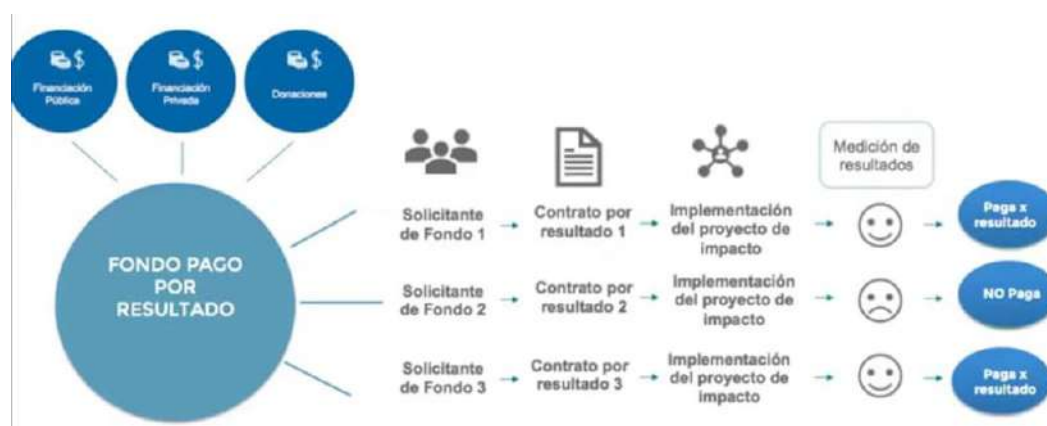 $
Financiación
Pública
$
Financiación
Privada
$
Donaciones
FONDO PAGO
POR
RESULTADO
Medición de
resultados
Solicitante
de Fondo 1
Contrato por
resultado 1
Implementación
del proyecto de
impacto
Paga x
resultado
Solicitante
de Fondo 2
Contrato por
resultado 2
Implementación
del proyecto de
impacto
NO Paga
Solicitante
de Fondo 3
Contrato por
resultado 3
Implementación
del proyecto de
impacto
Paga x
resultado